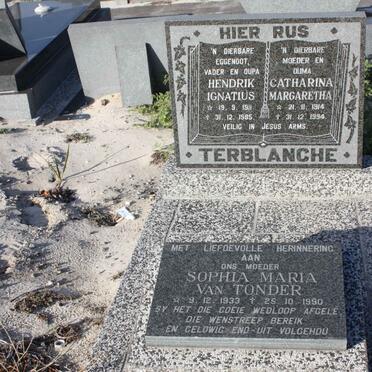 HIER RUS
'N DIERBARE
EGGENOOT,
VADER EN OUPA
HENDRIK
IGNATIUS
☆ 19. 9. 1911
† 31. 12. 1985
'N DIERBARE
MOEDER EN
OUMA
CATHARINA
MARGARETHA
☆ 21. 11. 1914
† 31. 12. 1994
VEILIG IN JESUS ARMS.
TERBLANCHE
MET LIEFDEVOLLE HERINNERING
AAN
ONS MOEDER
SOPHIA MARIA
VAN TONDER
☆ 9. 12. 1933 † 25. 10. 1990
SY HET DIE GOEIE WEDLOOP AFGELÊ
DIE WENSTREEP BEREIK
EN GELOWIG END-UIT VOLGEHOU